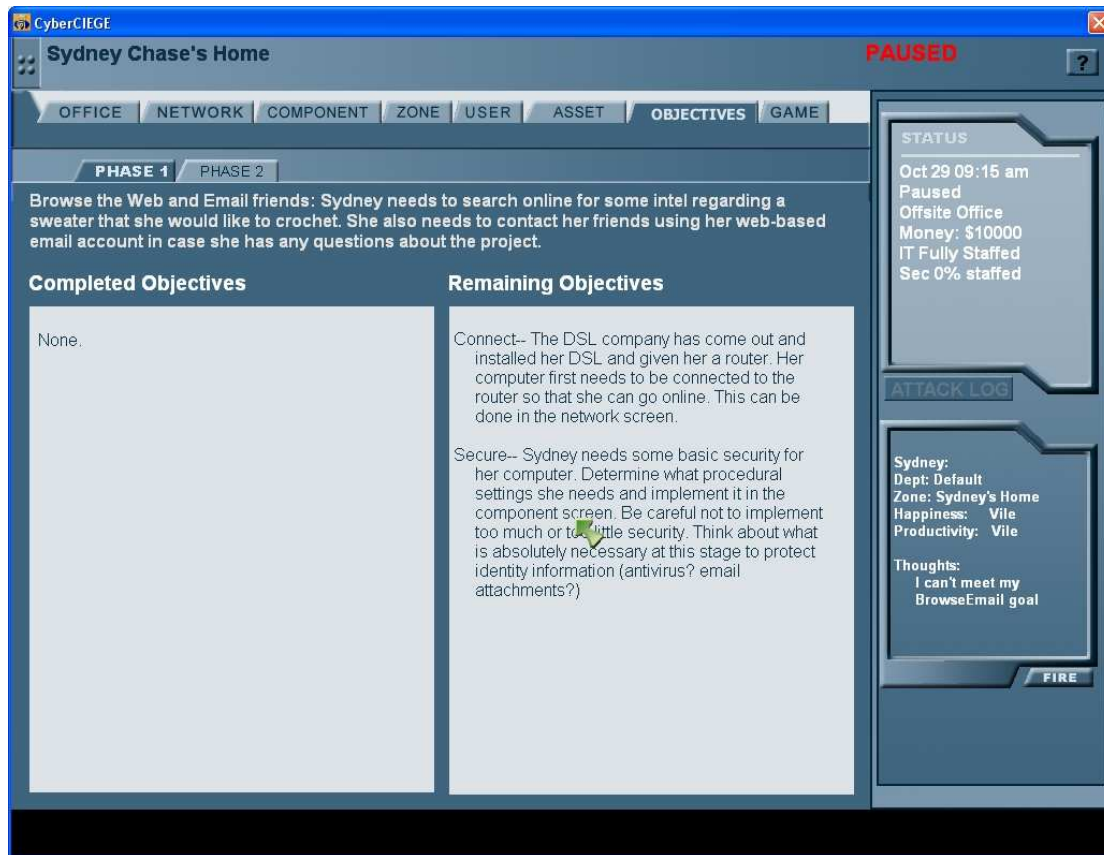 CyberCIEGE
Sydney Chase's Home
PAUSED
?
OFFICE NETWORK COMPONENT ZONE USER ASSET OBJECTIVES GAME
PHASE 1 PHASE 2
Browse the Web and Email friends: Sydney needs to search online for some intel regarding a
sweater that she would like to crochet. She also needs to contact her friends using her web-based
email account in case she has any questions about the project.
Completed Objectives
None.
Remaining Objectives
Connect-- The DSL company has come out and
installed her DSL and given her a router. Her
computer first needs to be connected to the
router so that she can go online. This can be
done in the network screen.
Secure-- Sydney needs some basic security for
her computer. Determine what procedural
settings she needs and implement it in the
component screen. Be careful not to implement
too much or too little security. Think about what
is absolutely necessary at this stage to protect
identity information (antivirus? email
attachments?)
STATUS
Oct 29 09:15 am
Paused
Offsite Office
Money: $10000
IT Fully Staffed
Sec 0% staffed
ATTACK LOG
Sydney:
Dept: Default
Zone: Sydney's Home
Happiness: Vile
Productivity: Vile
Thoughts:
I can't meet my
BrowseEmail goal
FIRE